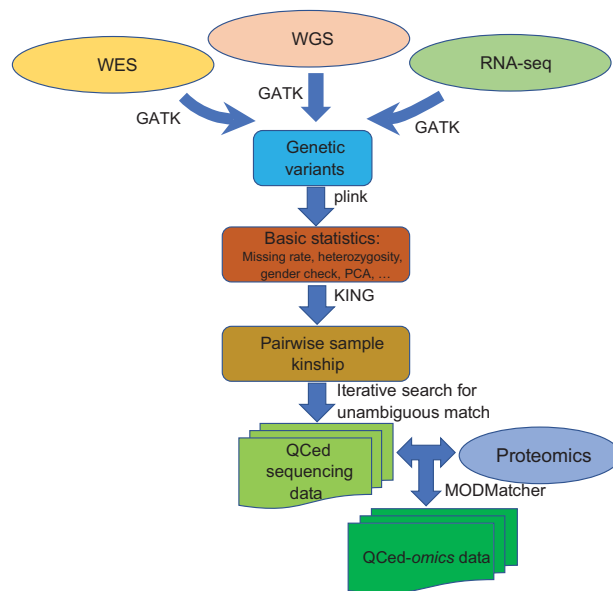 WGS
WES
RNA-seq
GATK
GATK
GATK
Genetic
variants
plink
Basic statistics:
Missing rate, heterozygosity,
gender check, PCA, ...
KING
Pairwise sample
kinship
Iterative search for
unambiguous match
QCed
sequencing
data
Proteomics
MODMatcher
QCed-omics data